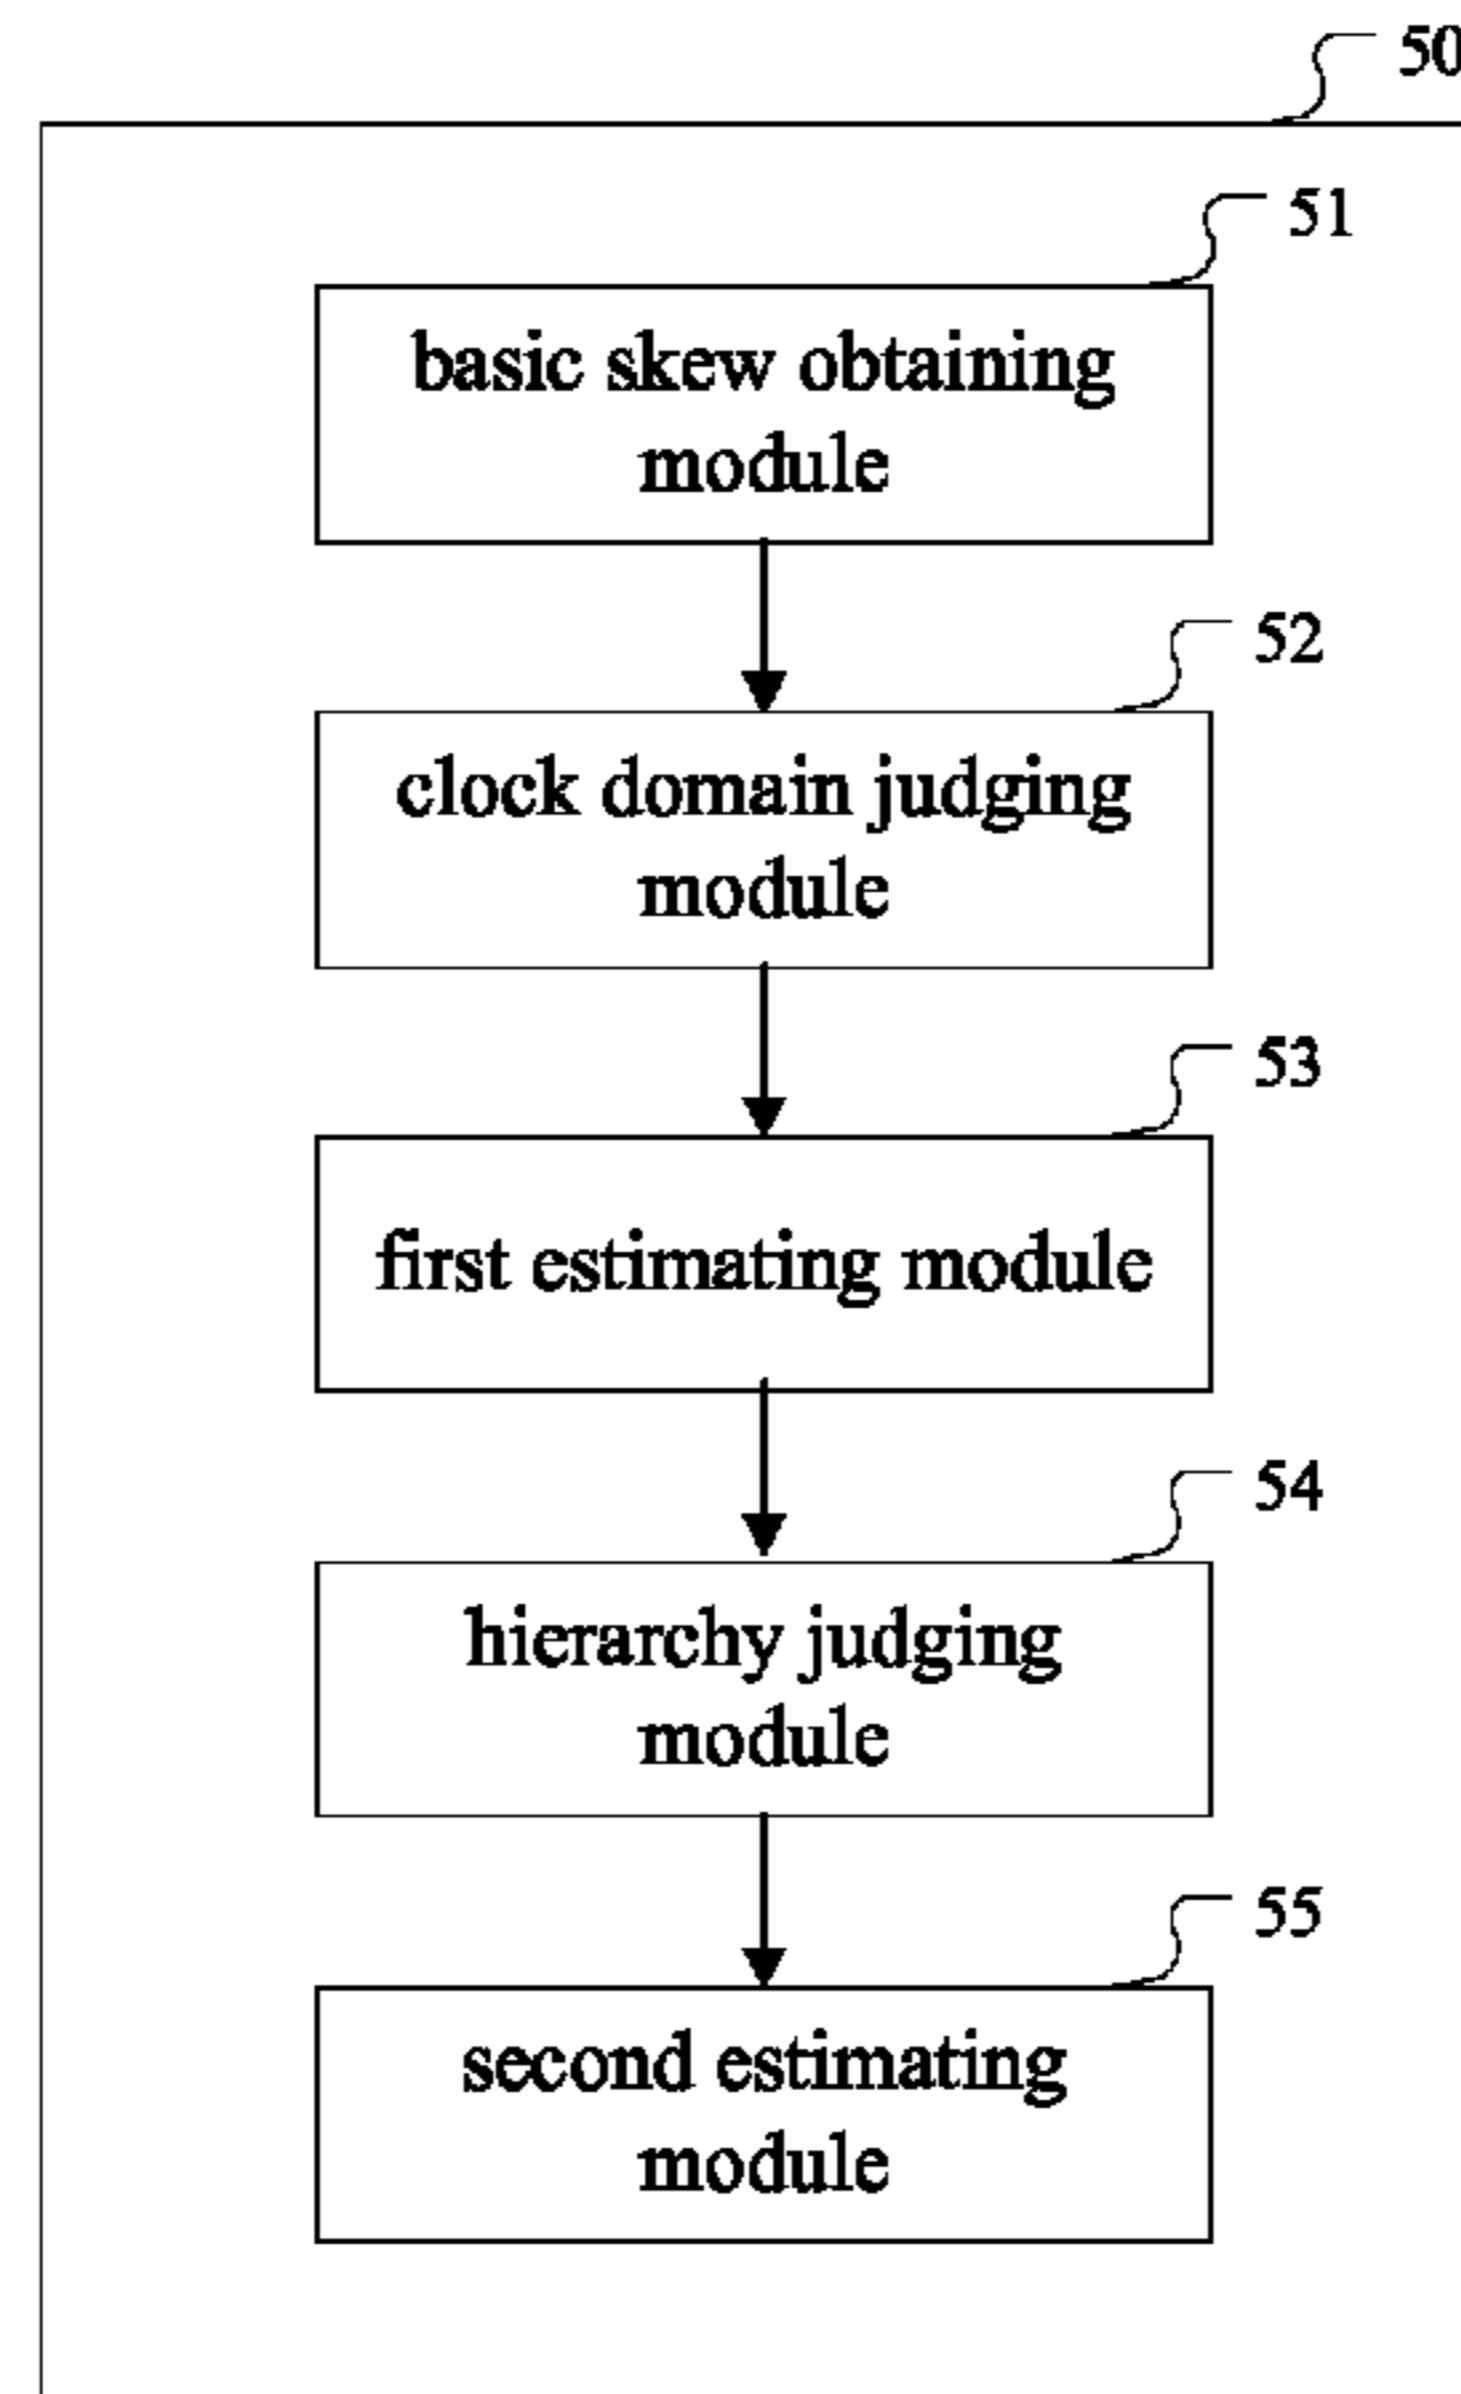 50
51
basic skew obtaining
module
52
clock domain judging
module
53
first estimating module
54
hierarchy judging
module
55
second estimating
module